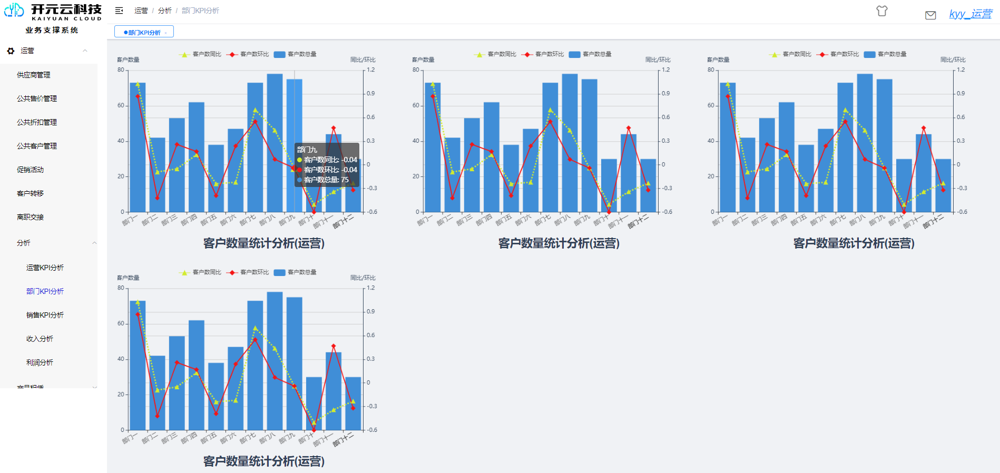 开元云科技
KAIYUAN CLOUD
业务支撑系统
运营 / 分析 / 部门KPI分析
kyy_运营
部门KPI分析 ×
运营
供应商管理
公共售价管理
公共折扣管理
公共客户管理
促销活动
客户转移
离职交接
分析
运营KPI分析
部门KPI分析
销售KPI分析
收入分析
利润分析
产品租赁
客户数同比 客户数环比 客户数总量
客户数量 同比/环比
80 1.2
0.9
60
0.6
40 0.3
0
20
-0.3
0 -0.6
部门九
客户数同比: -0.04
客户数环比: -0.04
客户数总量: 75
部门一 部门二 部门三 部门四 部门五 部门六 部门七 部门八 部门九 部门十 部门十一 部门十二
客户数量统计分析(运营)
客户数同比 客户数环比 客户数总量
客户数量 同比/环比
80 1.2
0.9
60
0.6
40 0.3
0
20
-0.3
0 -0.6
部门一 部门二 部门三 部门四 部门五 部门六 部门七 部门八 部门九 部门十 部门十一 部门十二
客户数量统计分析(运营)
客户数同比 客户数环比 客户数总量
客户数量 同比/环比
80 1.2
0.9
60
0.6
40 0.3
0
20
-0.3
0 -0.6
部门一 部门二 部门三 部门四 部门五 部门六 部门七 部门八 部门九 部门十 部门十一 部门十二
客户数量统计分析(运营)
客户数同比 客户数环比 客户数总量
客户数量 同比/环比
80 1.2
0.9
60
0.6
40 0.3
0
20
-0.3
0 -0.6
部门一 部门二 部门三 部门四 部门五 部门六 部门七 部门八 部门九 部门十 部门十一 部门十二
客户数量统计分析(运营)